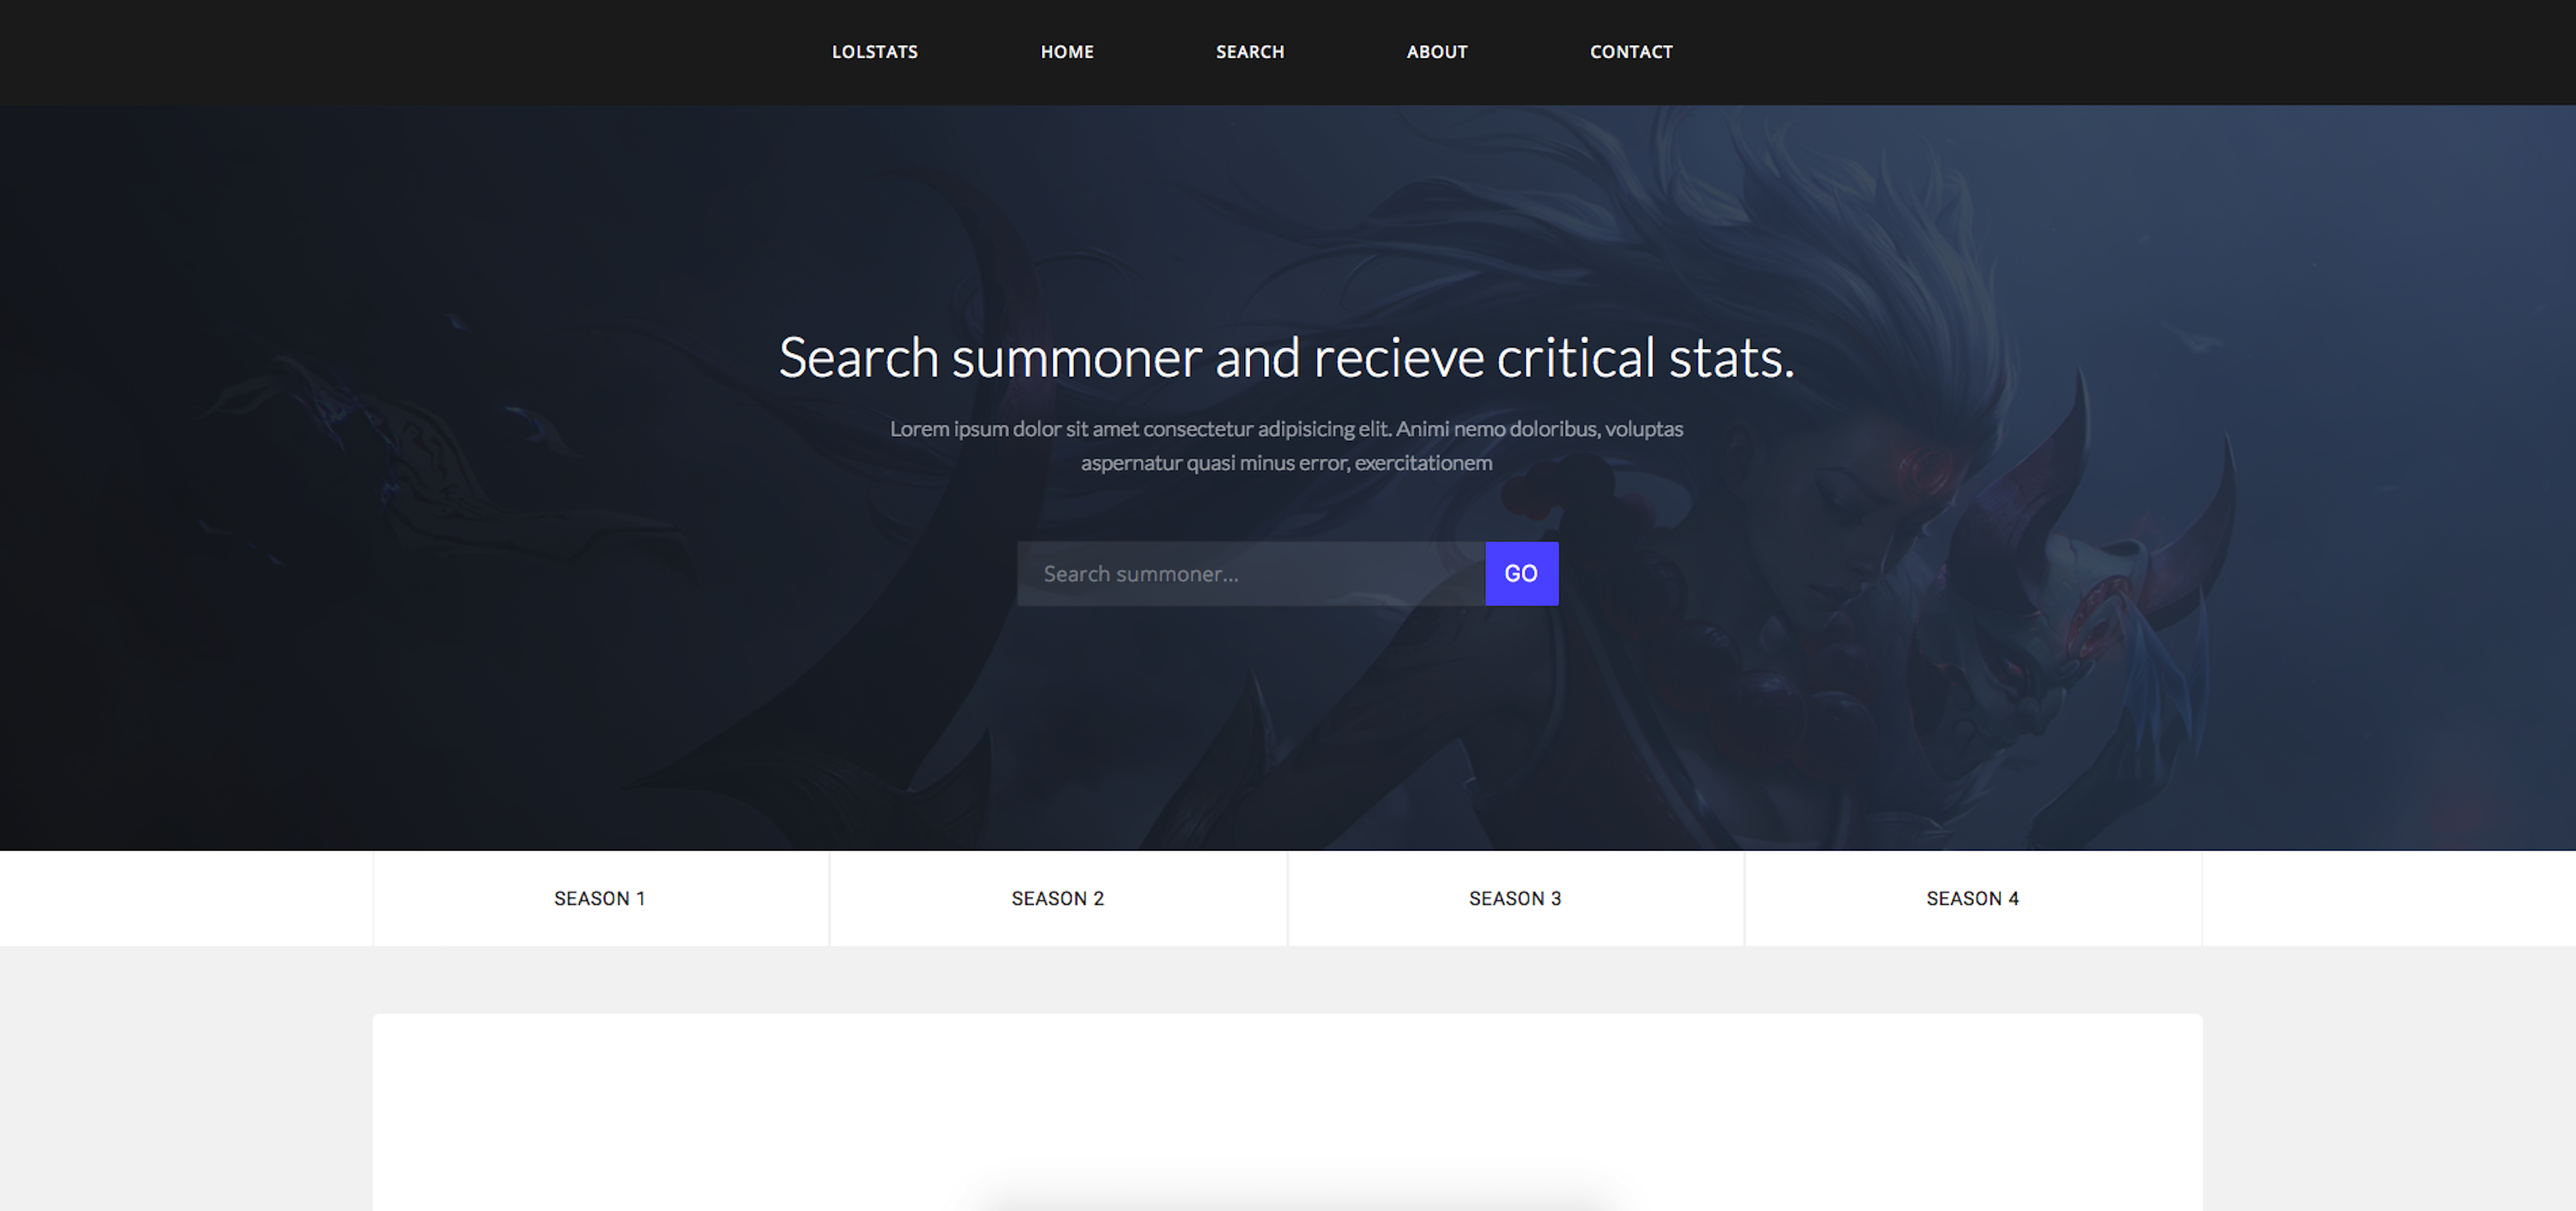 LOLSTATS HOME SEARCH ABOUT CONTACT
Search summoner and recieve critical stats.
Lorem ipsum dolor sit amet consectetur adipisicing elit. Animi nemo doloribus, voluptas
aspernatur quasi minus error, exercitationem
Search summoner... GO
SEASON 1 SEASON 2 SEASON 3 SEASON 4